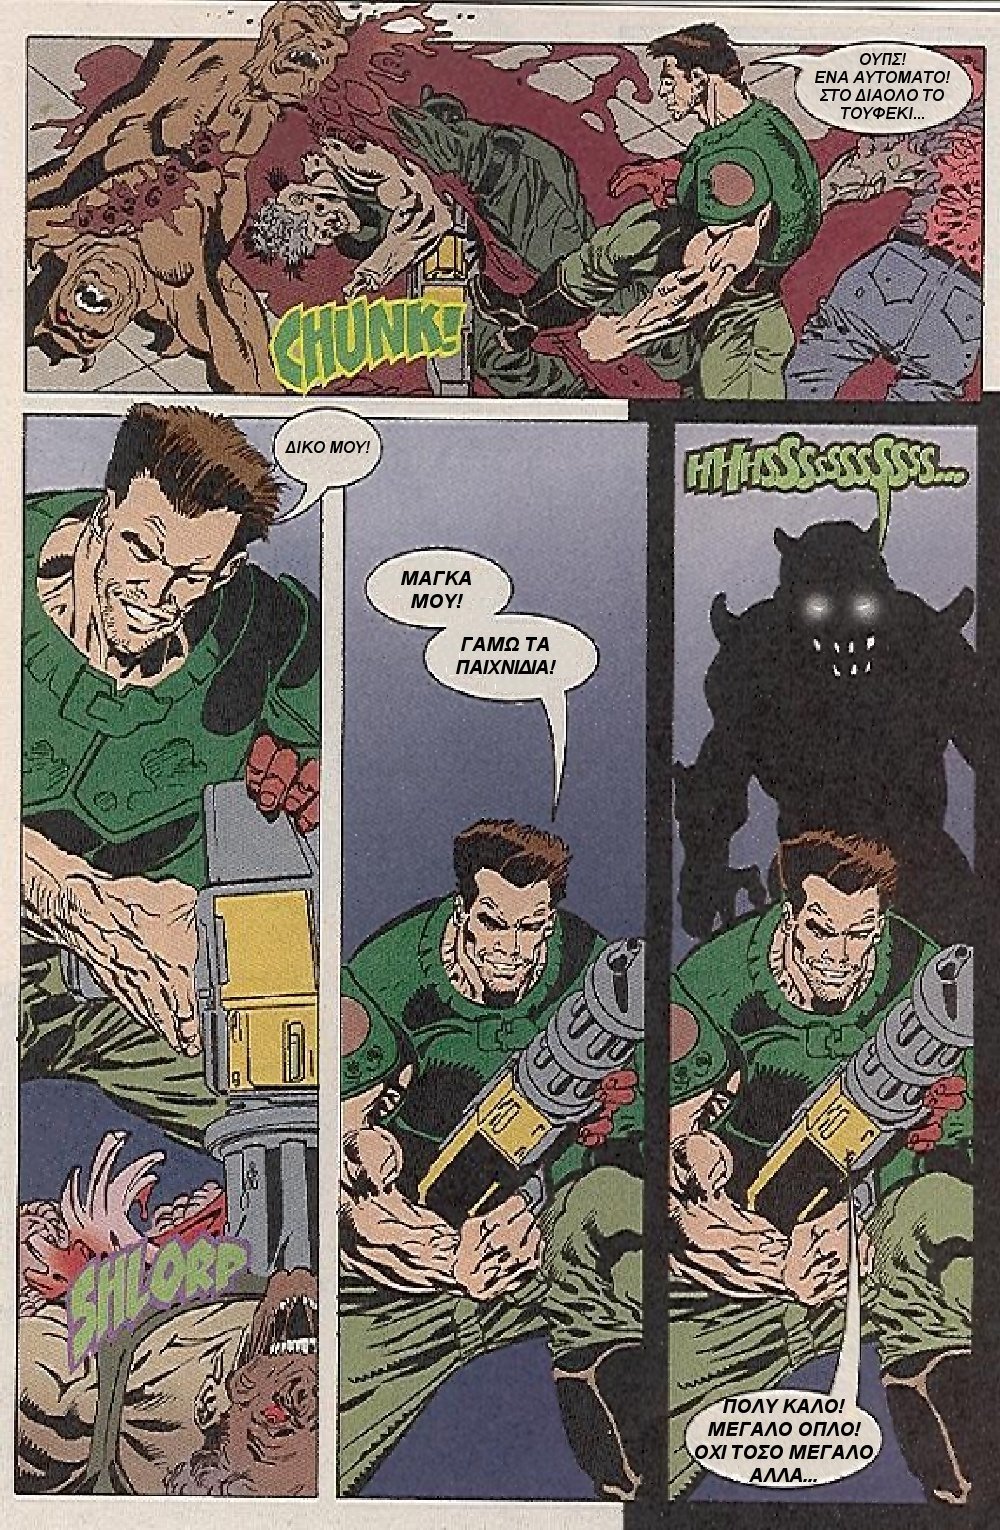 ΟΥΠΣ!
ΕΝΑ ΑΥΤΟΜΑΤΟ!
ΣΤΟ ΔΙΑΟΛΟ ΤΟ
ΤΟΥΦΕΚΙ...
CHUNK!
ΔΙΚΟ ΜΟΥ!
SHLORP
ΜΑΓΚΑ
ΜΟΥ!
ΓΑΜΩ ΤΑ
ΠΑΙΧΝΙΔΙΑ!
HHHSSSSSSSSSSS...
ΠΟΛΥ ΚΑΛΟ!
ΜΕΓΑΛΟ ΟΠΛΟ!
ΟΧΙ ΤΟΣΟ ΜΕΓΑΛΟ
ΑΛΛΑ...